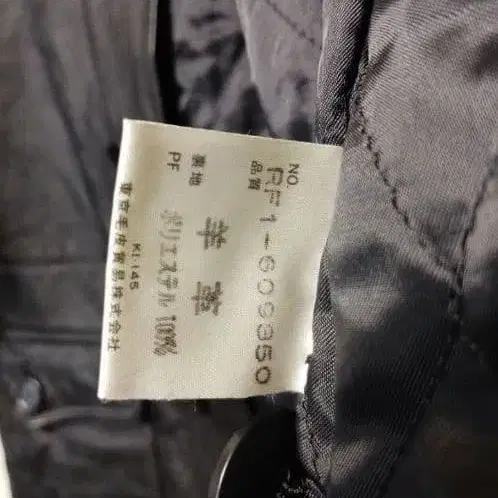 NO. RF1-609350
品質 羊革
裏地 ポリエステル100%
PF
KI.145
東京毛皮貿易株式会社